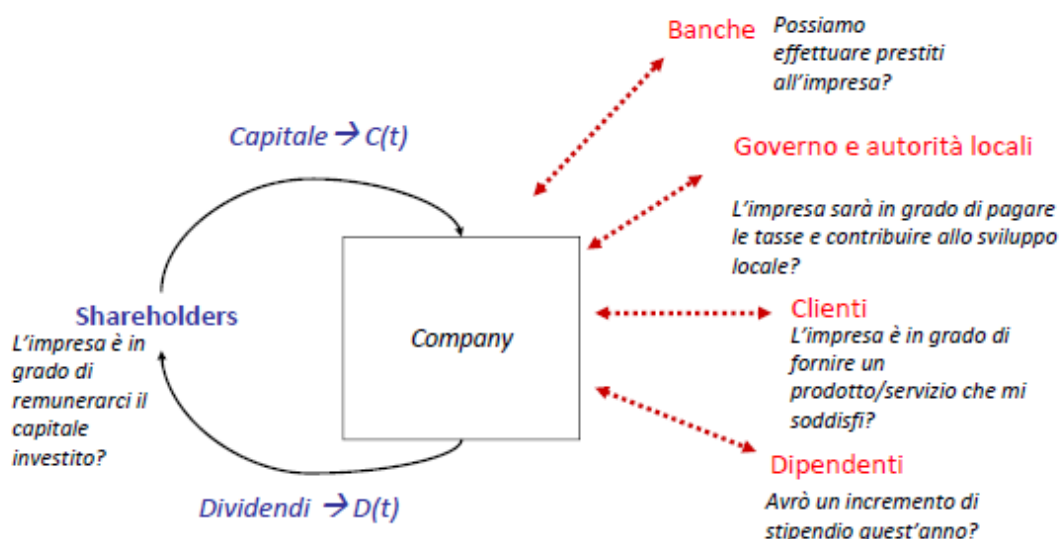 Banche
Possiamo
effettuare prestiti
all'impresa?
Capitale → C(t)
Governo e autorità locali
L'impresa sarà in grado di pagare
le tasse e contribuire allo sviluppo
locale?
Shareholders
L'impresa è in
grado di
remunerarci il
capitale
investito?
Company
Clienti
L'impresa è in grado di
fornire un
prodotto/servizio che mi
soddisfi?
Dividendi → D(t)
Dipendenti
Avrò un incremento di
stipendio quest'anno?